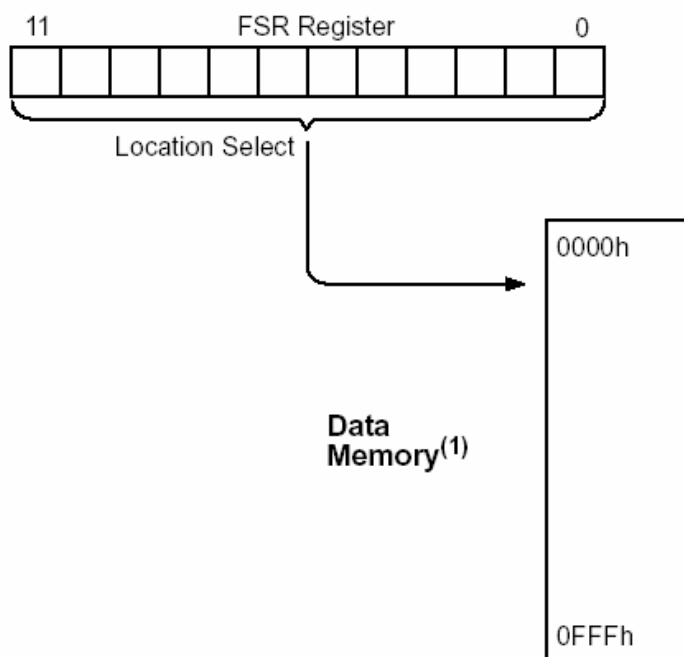 11 FSR Register 0
Location Select
0000h
Data
Memory(1)
0FFFh